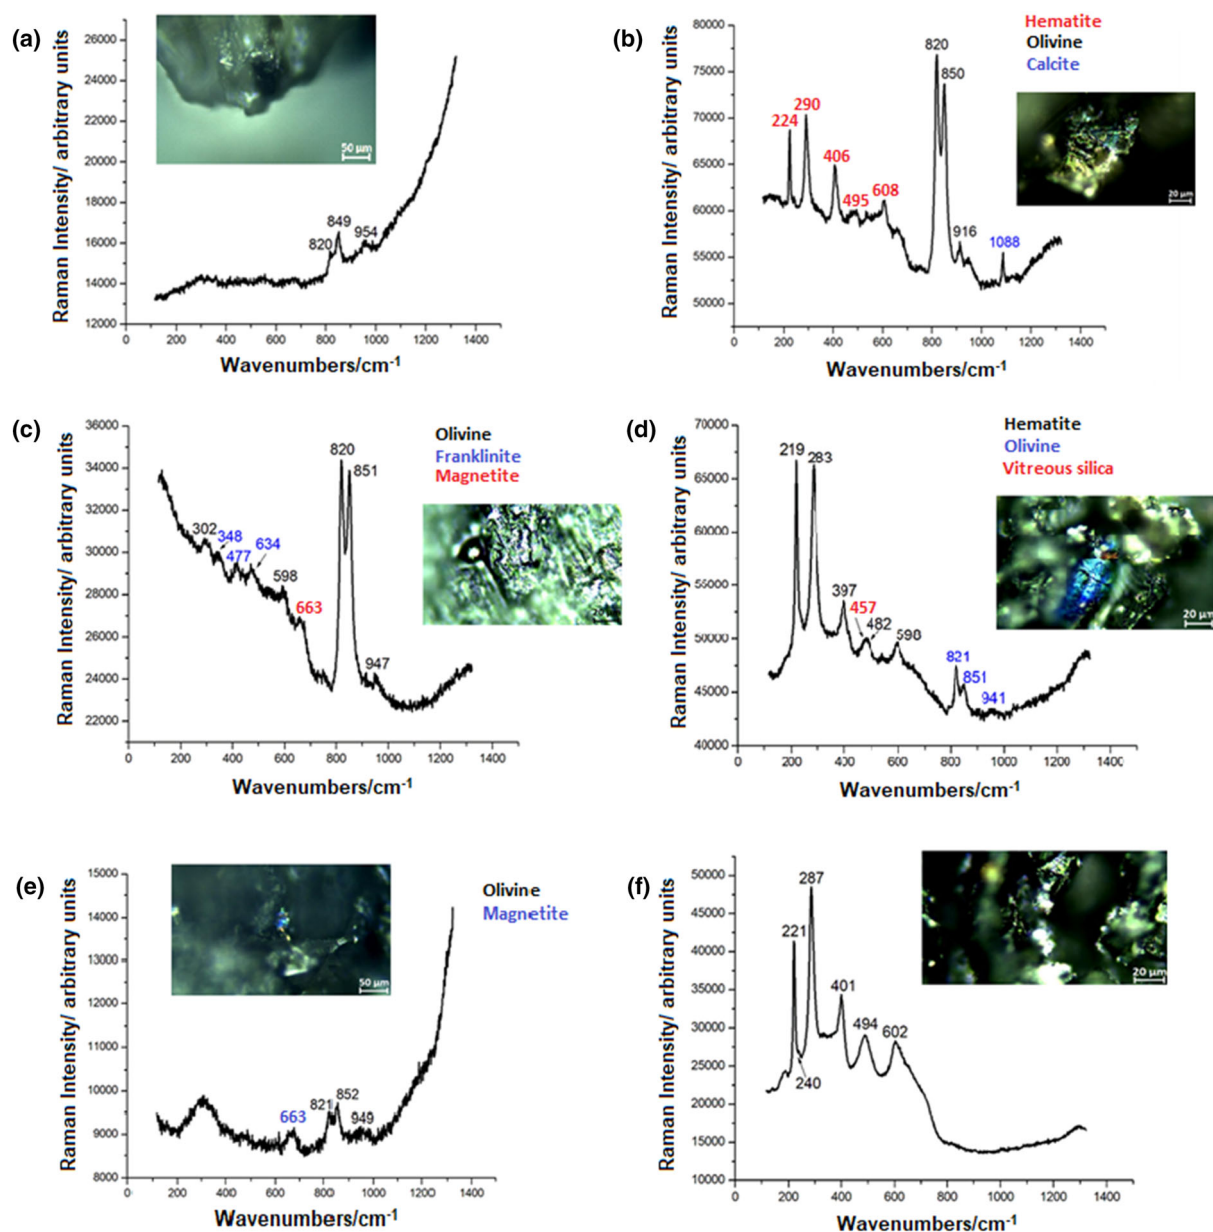 (a)
Raman Intensity/ arbitrary units
26000
24000
22000
20000
18000
16000
14000
12000
50 µm
820
849
954
0 200 400 600 800 1000 1200 1400
Wavenumbers/cm-1
(b)
Raman Intensity/ arbitrary units
80000
75000
70000
65000
60000
55000
50000
Hematite
Olivine
Calcite
20 µm
224
290
406
495
608
820
850
916
1088
0 200 400 600 800 1000 1200
Wavenumbers/cm-1
(c)
Raman Intensity/ arbitrary units
36000
34000
32000
30000
28000
26000
24000
22000
Olivine
Franklinite
Magnetite
302
348
477
634
598
663
820
851
947
0 200 400 600 800 1000 1200 1400
Wavenumbers/cm-1
(d)
Raman Intensity/ arbitrary units
70000
65000
60000
55000
50000
45000
40000
Hematite
Olivine
Vitreous silica
20 µm
219
283
397
457
482
598
821
851
941
0 200 400 600 800 1000 1200 1400
Wavenumbers/cm-1
(e)
Raman Intensity/ arbitrary units
15000
14000
13000
12000
11000
10000
9000
8000
50 µm
Olivine
Magnetite
663
821
852
949
0 200 400 600 800 1000 1200 1400
Wavenumbers/cm-1
(f)
Raman Intensity/ arbitrary units
50000
45000
40000
35000
30000
25000
20000
15000
10000
20 µm
221
240
287
401
494
602
0 200 400 600 800 1000 1200 1400
Wavenumbers/cm-1